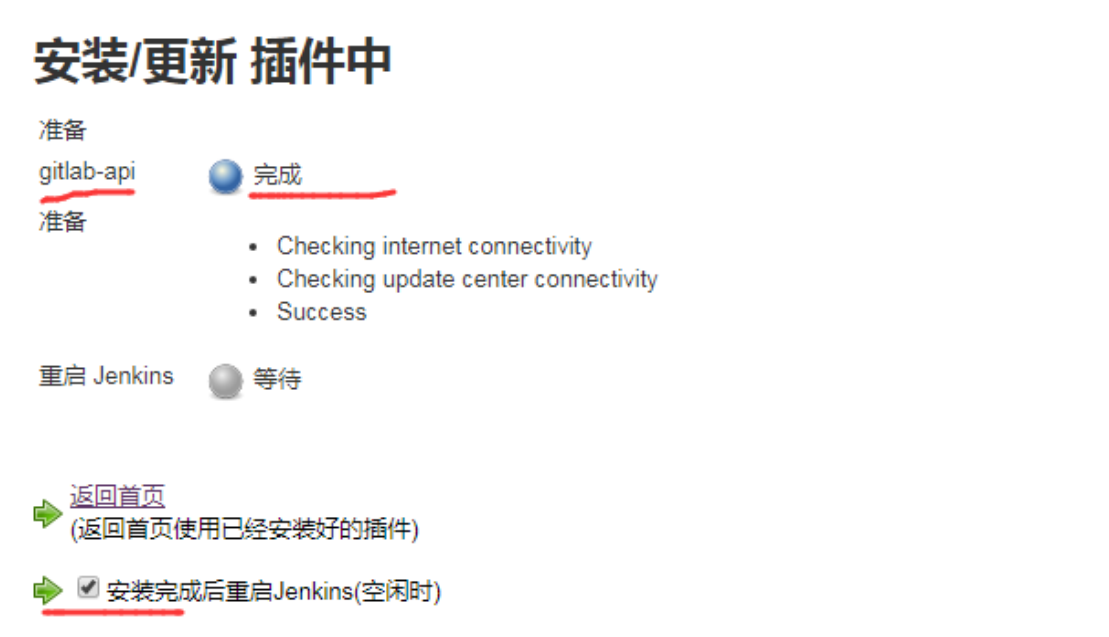 安装/更新 插件中
准备
gitlab-api 完成
准备
Checking internet connectivity
Checking update center connectivity
Success
重启 Jenkins 等待
返回首页
(返回首页使用已经安装好的插件)
安装完成后重启Jenkins(空闲时)